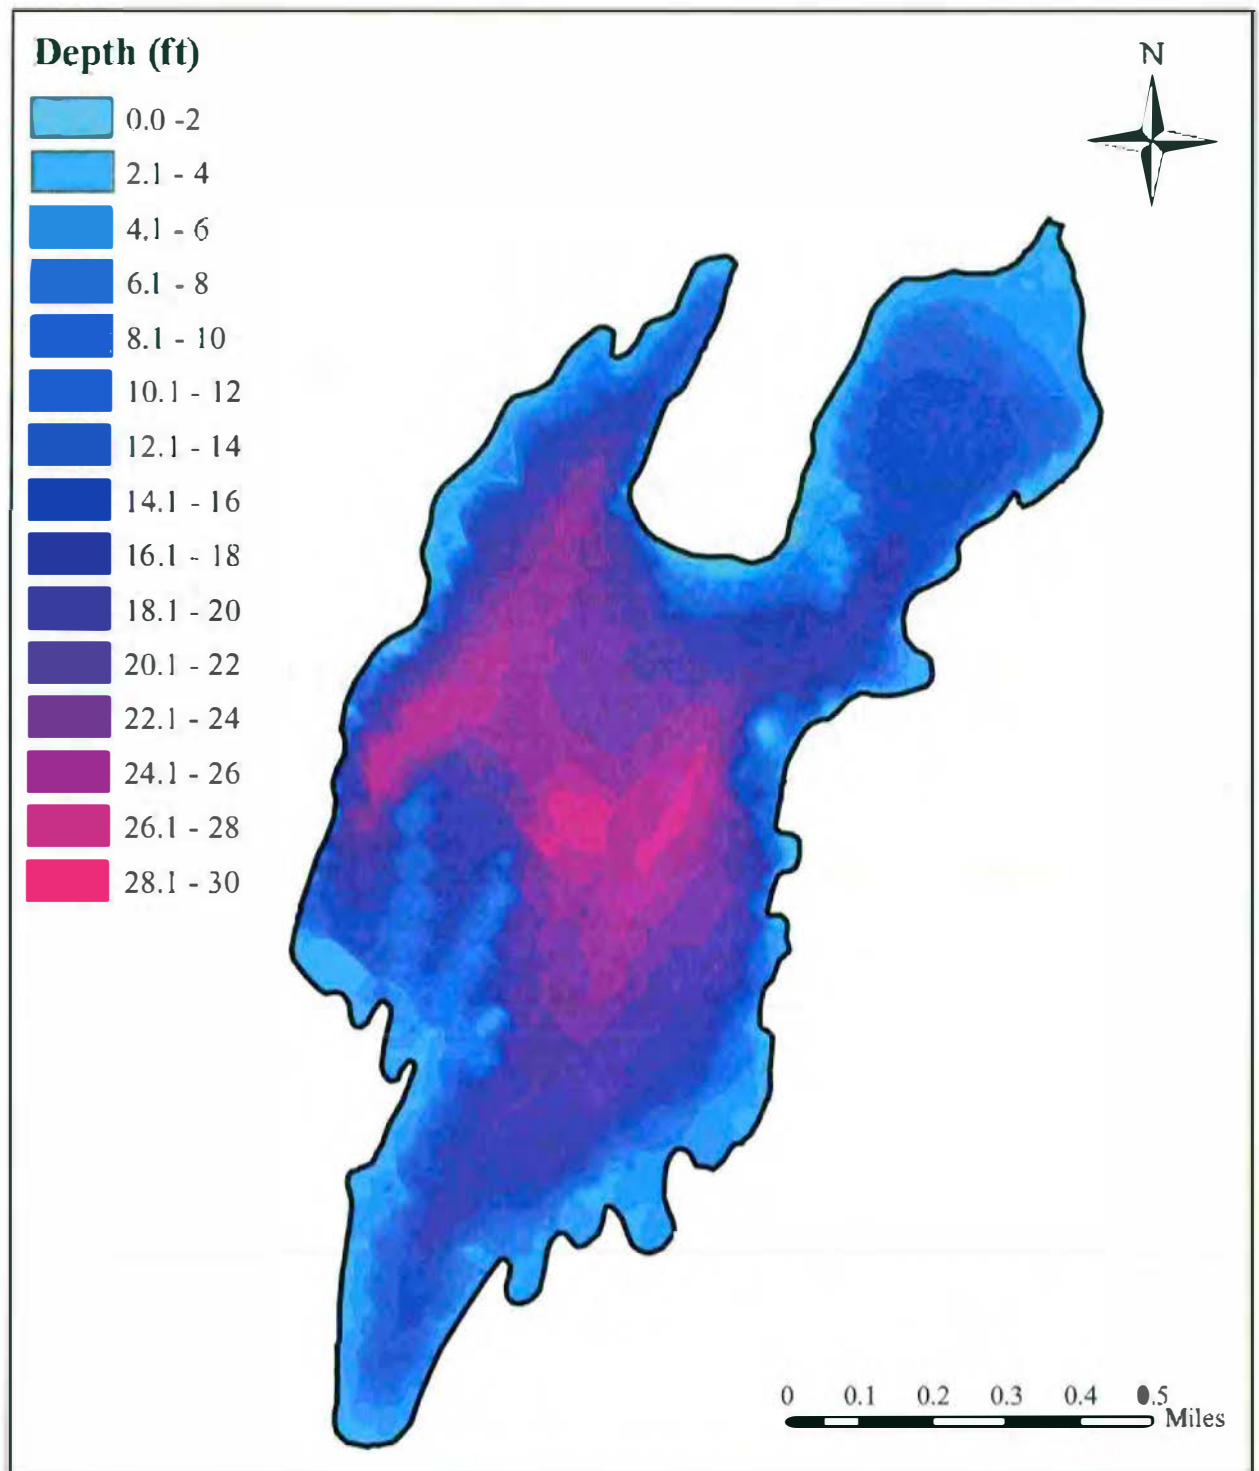 Depth (ft)
N
0.0 -2
2.1 - 4
4.1 - 6
6.1 - 8
8.1 - 10
10.1 - 12
12.1 - 14
14.1 - 16
16.1 - 18
18.1 - 20
20.1 - 22
22.1 - 24
24.1 - 26
26.1 - 28
28.1 - 30
0 0.1 0.2 0.3 0.4 0.5
Miles